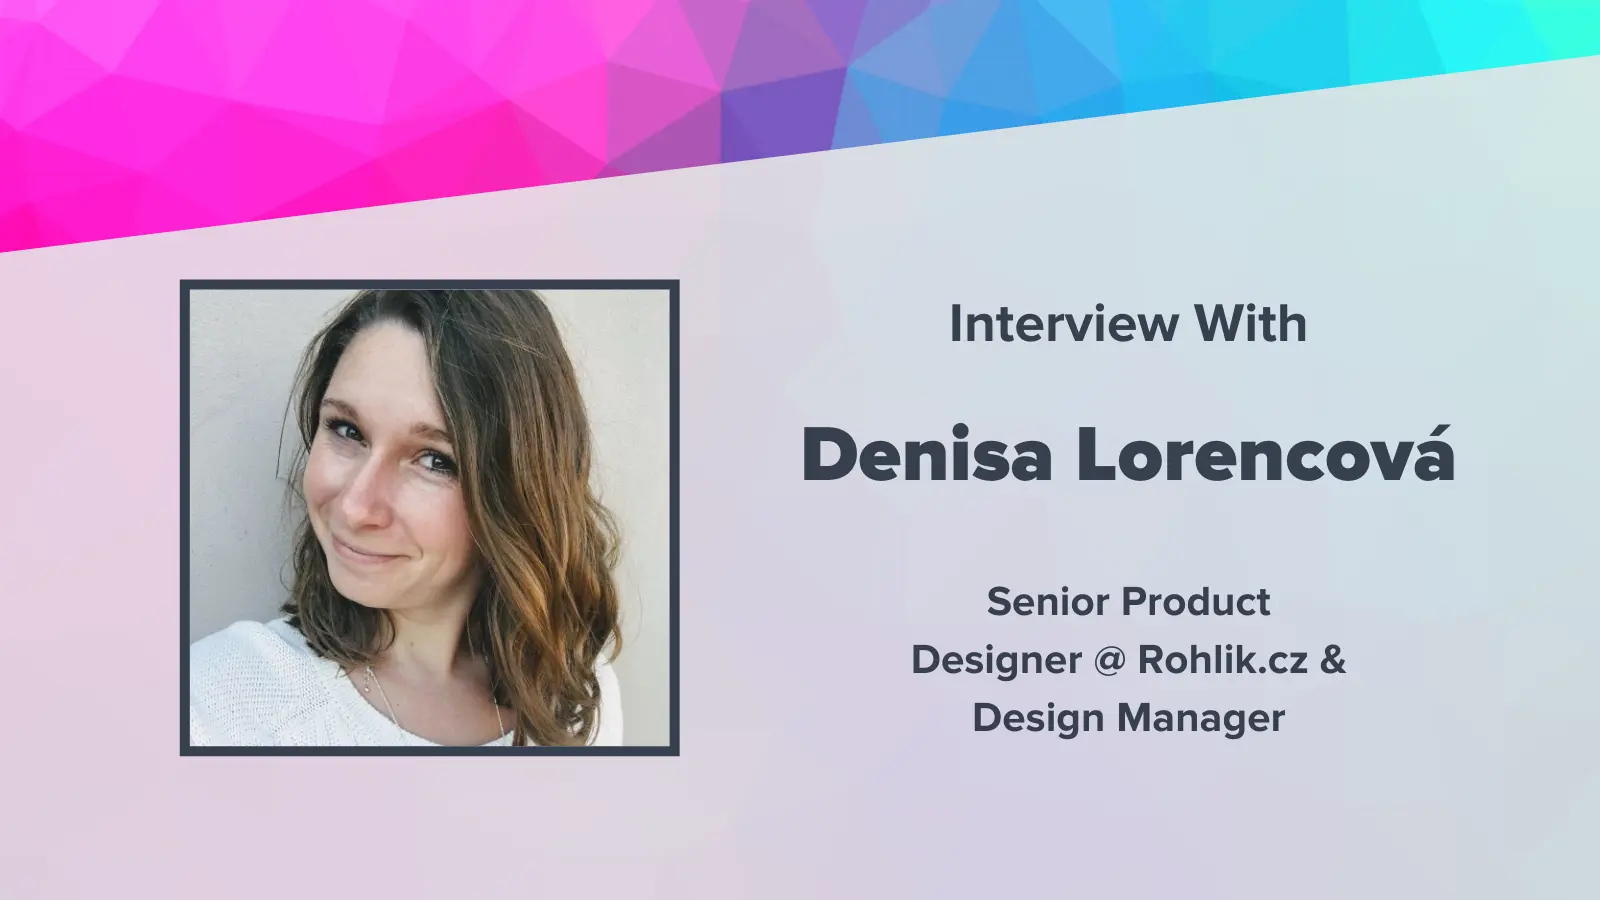 Interview With
Denisa Lorencová
Senior Product
Designer @ Rohlik.cz &
Design Manager